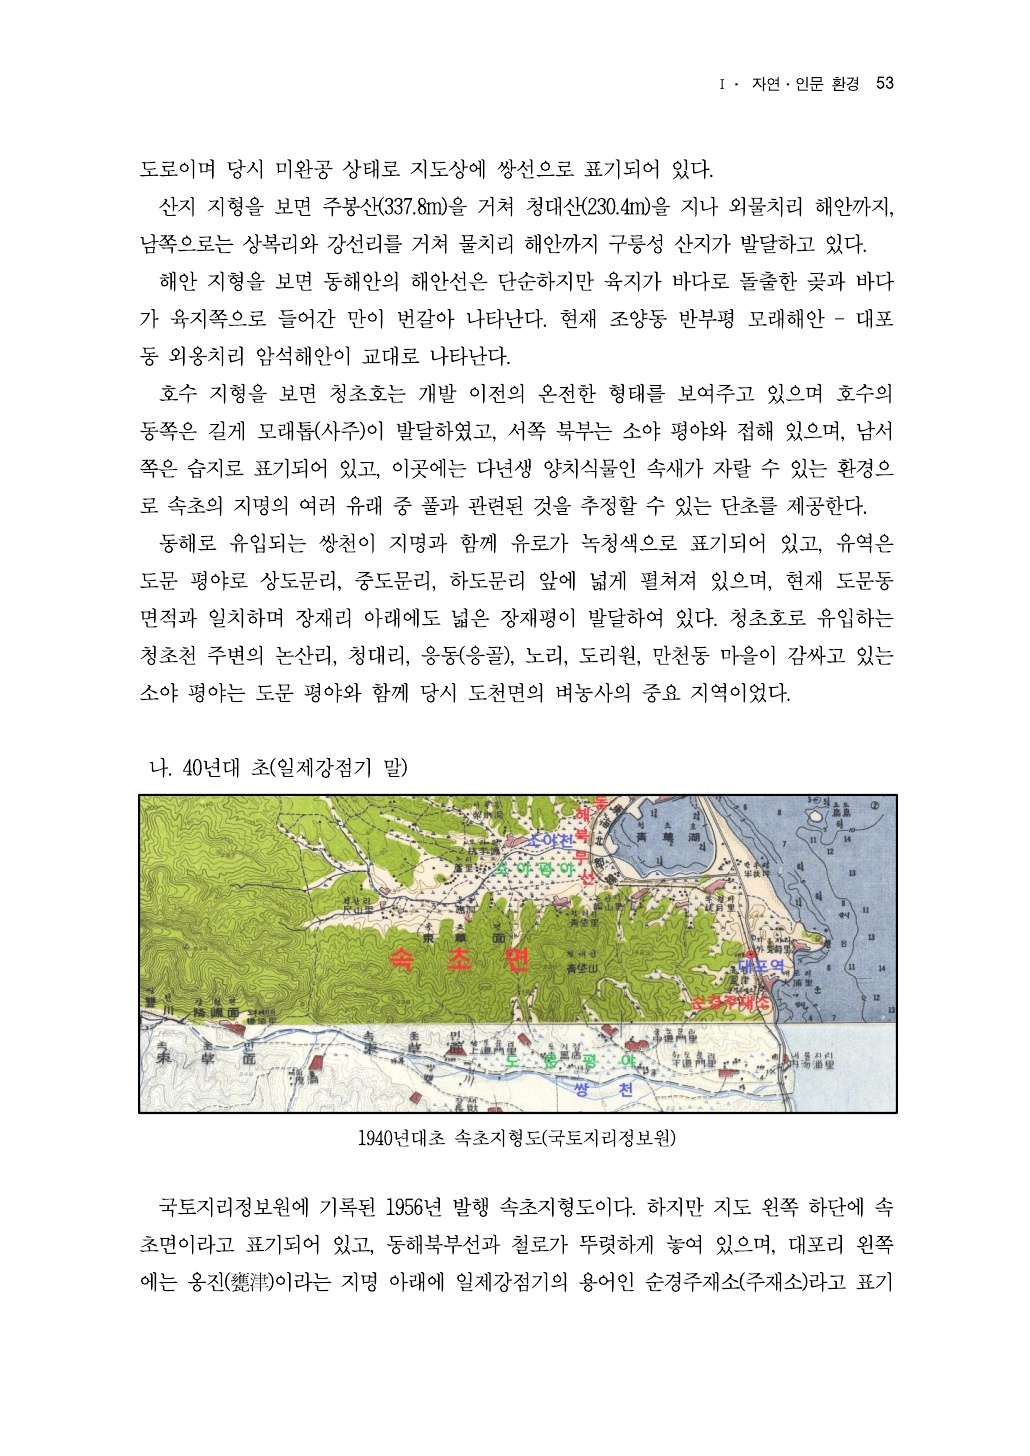 Ⅰ· 자연·인문 환경 53
도로이며 당시 미완공 상태로 지도상에 쌍선으로 표기되어 있다.
산지 지형을 보면 주봉산(337.8m)을 거쳐 청대산(230.4m)을 지나 외물치리 해안까지,
남쪽으로는 상복리와 강선리를 거쳐 물치리 해안까지 구릉성 산지가 발달하고 있다.
해안 지형을 보면 동해안의 해안선은 단순하지만 육지가 바다로 돌출한 곶과 바다
가 육지쪽으로 들어간 만이 번갈아 나타난다. 현재 조양동 반부평 모래해안 - 대포
동 외옹치리 암석해안이 교대로 나타난다.
호수 지형을 보면 청초호는 개발 이전의 온전한 형태를 보여주고 있으며 호수의
동쪽은 길게 모래톱(사주)이 발달하였고, 서쪽 북부는 소야 평야와 접해 있으며, 남서
쪽은 습지로 표기되어 있고, 이곳에는 다년생 양치식물인 속새가 자랄 수 있는 환경으
로 속초의 지명의 여러 유래 중 풀과 관련된 것을 추정할 수 있는 단초를 제공한다.
동해로 유입되는 쌍천이 지명과 함께 유로가 녹청색으로 표기되어 있고, 유역은
도문 평야로 상도문리, 중도문리, 하도문리 앞에 넓게 펼쳐져 있으며, 현재 도문동
면적과 일치하며 장재리 아래에도 넓은 장재평이 발달하여 있다. 청초호로 유입하는
청초천 주변의 논산리, 청대리, 응동(응골), 노리, 도리원, 만천동 마을이 감싸고 있는
소야 평야는 도문 평야와 함께 당시 도천면의 벼농사의 중요 지역이었다.
나. 40년대 초(일제강점기 말)
동해북부선
소야천
소야평야
靑草湖
속초면
束草面
靑垈山
대포역
순경주재소
雙川
束草面
束草面
도문평야
쌍천
1940년대초 속초지형도(국토지리정보원)
국토지리정보원에 기록된 1956년 발행 속초지형도이다. 하지만 지도 왼쪽 하단에 속
초면이라고 표기되어 있고, 동해북부선과 철로가 뚜렷하게 놓여 있으며, 대포리 왼쪽
에는 옹진(甕津)이라는 지명 아래에 일제강점기의 용어인 순경주재소(주재소)라고 표기